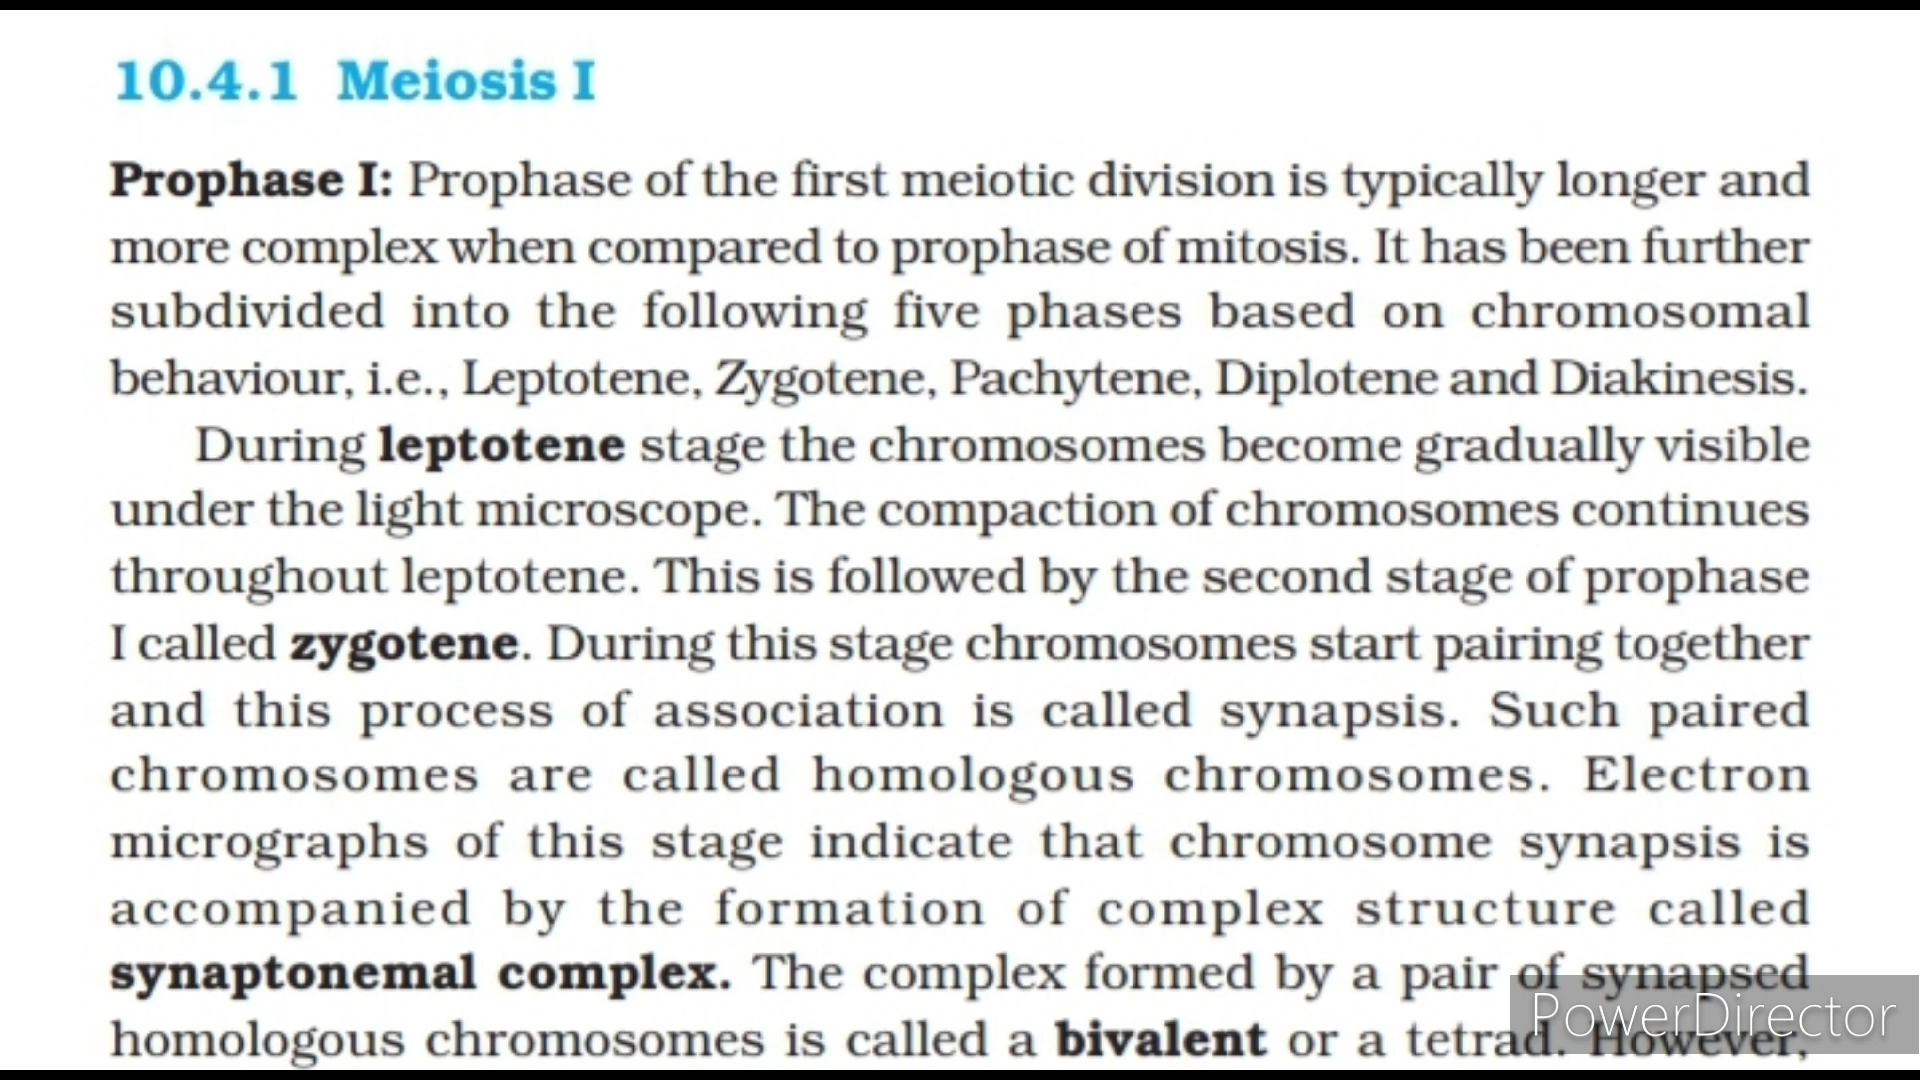 10.4.1 Meiosis I
Prophase I: Prophase of the first meiotic division is typically longer and
more complex when compared to prophase of mitosis. It has been further
subdivided into the following five phases based on chromosomal
behaviour, i.e., Leptotene, Zygotene, Pachytene, Diplotene and Diakinesis.
During leptotene stage the chromosomes become gradually visible
under the light microscope. The compaction of chromosomes continues
throughout leptotene. This is followed by the second stage of prophase
I called zygotene. During this stage chromosomes start pairing together
and this process of association is called synapsis. Such paired
chromosomes are called homologous chromosomes. Electron
micrographs of this stage indicate that chromosome synapsis is
accompanied by the formation of complex structure called
synaptonemal complex. The complex formed by a pair of synapsed
homologous chromosomes is called a bivalent or a tetrad. However,
PowerDirector